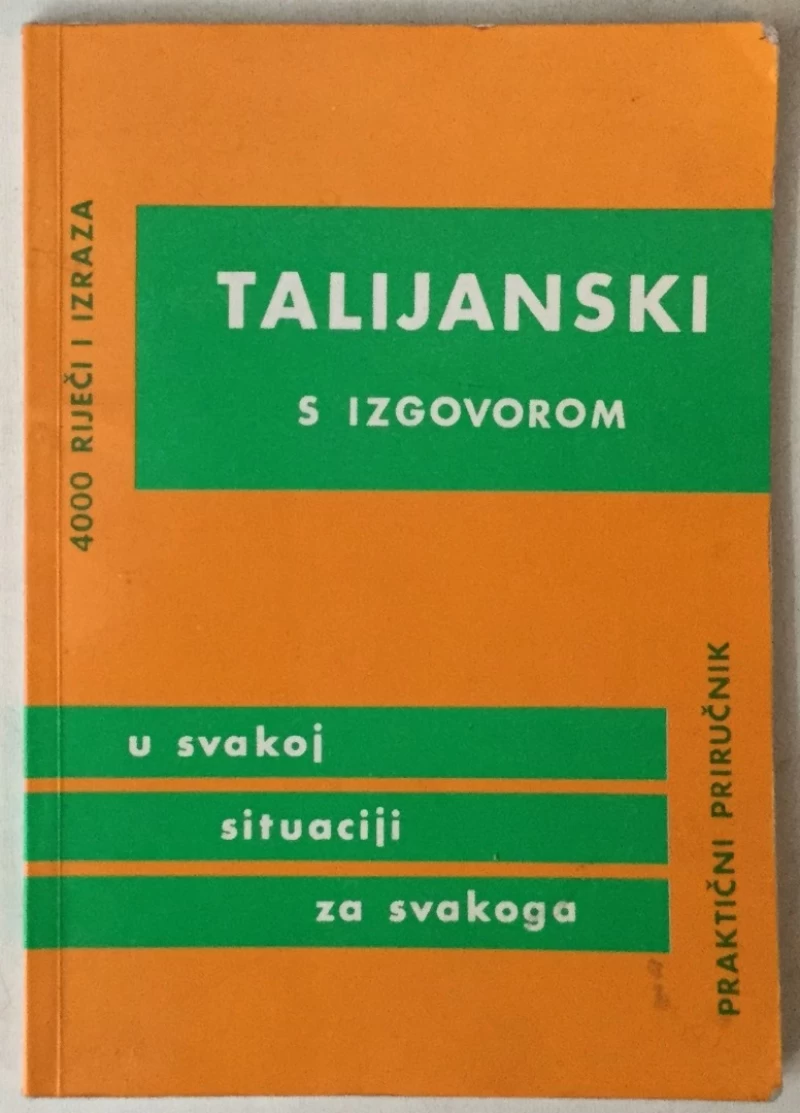 4000 RIJEČI I IZRAZA
TALIJANSKI
S IZGOVOROM
u svakoj
situaciji
za svakoga
PRAKTIČNI PRIRUČNIK